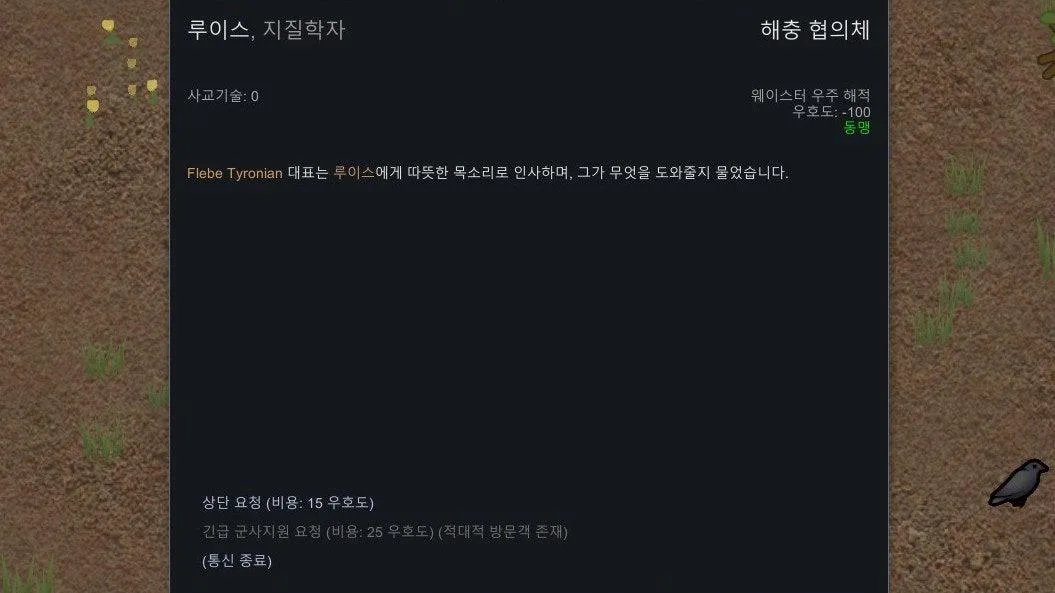 루이스, 지질학자
해충 협의체
사교기술: 0
웨이스터 우주 해적
우호도: -100
동맹
Flebe Tyronian 대표는 루이스에게 따뜻한 목소리로 인사하며, 그가 무엇을 도와줄지 물었습니다.
상단 요청 (비용: 15 우호도)
긴급 군사지원 요청 (비용: 25 우호도) (적대적 방문객 존재)
(통신 종료)